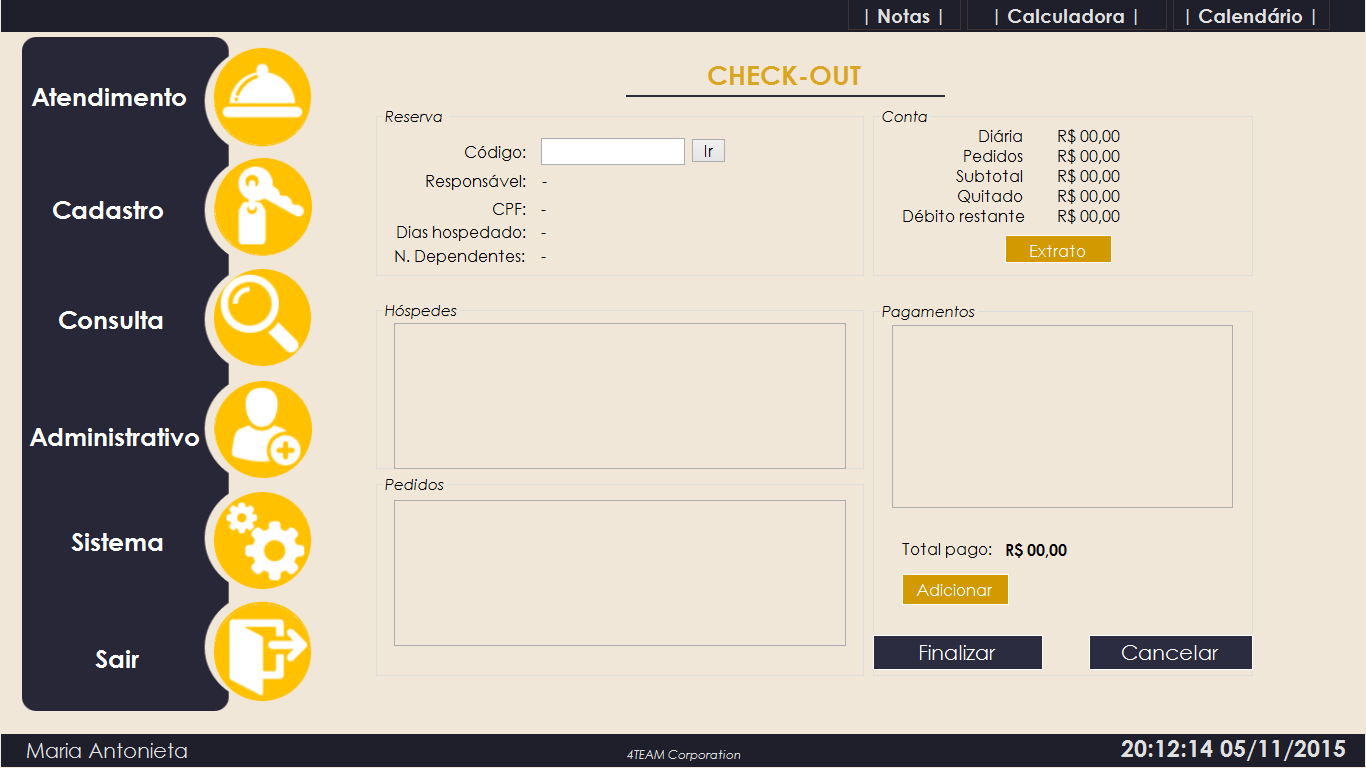 | Notas | | Calculadora | | Calendário |
Atendimento
Cadastro
Consulta
Administrativo
Sistema
Sair
CHECK-OUT
Reserva
Código: Ir
Responsável: -
CPF: -
Dias hospedado: -
N. Dependentes: -
Conta
Diária R$ 00,00
Pedidos R$ 00,00
Subtotal R$ 00,00
Quitado R$ 00,00
Débito restante R$ 00,00
Extrato
Hóspedes
Pedidos
Pagamentos
Total pago: R$ 00,00
Adicionar
Finalizar Cancelar
Maria Antonieta 4TEAM Corporation 20:12:14 05/11/2015